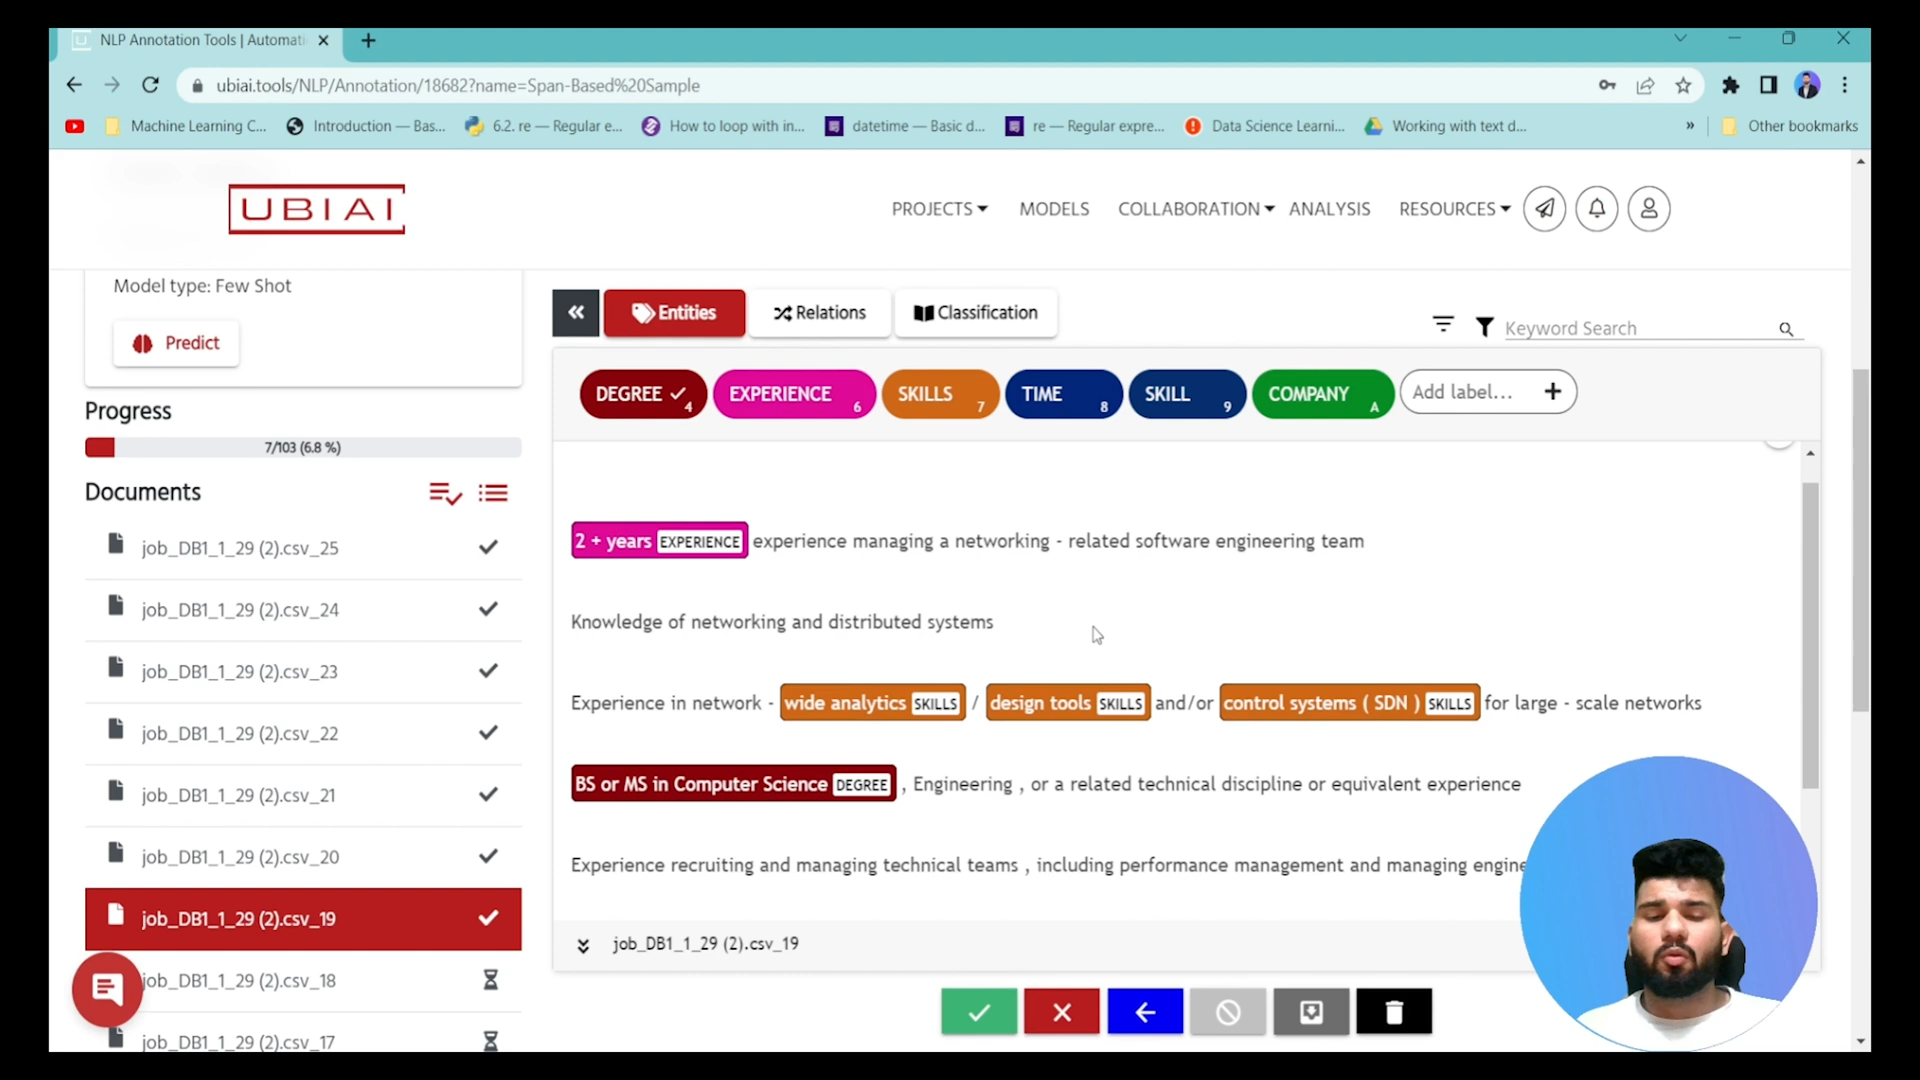 NLP Annotation Tools | Automati
ubiai.tools/NLP/Annotation/18682?name=Span-Based%20Sample
Machine Learning C... Introduction — Bas... 6.2. re — Regular e... How to loop with in... datetime — Basic d... re — Regular expre... Data Science Learni... Working with text d... » Other bookmarks
UBIAI
PROJECTS MODELS COLLABORATION ANALYSIS RESOURCES
Model type: Few Shot
Predict
Progress
7/103 (6.8 %)
Documents
job_DB1_1_29 (2).csv_25
job_DB1_1_29 (2).csv_24
job_DB1_1_29 (2).csv_23
job_DB1_1_29 (2).csv_22
job_DB1_1_29 (2).csv_21
job_DB1_1_29 (2).csv_20
job_DB1_1_29 (2).csv_19
job_DB1_1_29 (2).csv_18
job_DB1_1_29 (2).csv_17
Entities Relations Classification
Keyword Search
DEGREE 4 EXPERIENCE 6 SKILLS 7 TIME 8 SKILL 9 COMPANY A Add label... +
2 + years EXPERIENCE experience managing a networking - related software engineering team
Knowledge of networking and distributed systems
Experience in network - wide analytics SKILLS / design tools SKILLS and/or control systems ( SDN ) SKILLS for large - scale networks
BS or MS in Computer Science DEGREE , Engineering , or a related technical discipline or equivalent experience
Experience recruiting and managing technical teams , including performance management and managing engine
job_DB1_1_29 (2).csv_19